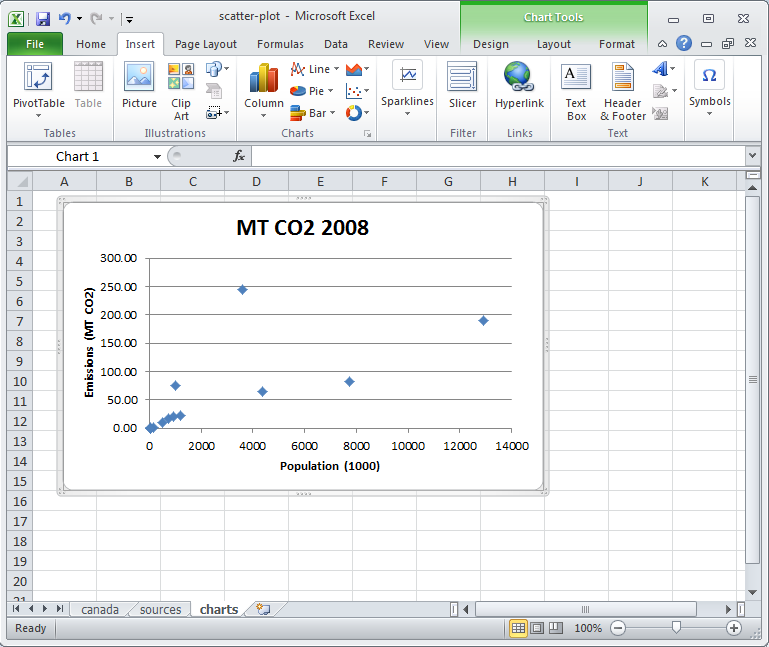 scatter-plot - Microsoft Excel
Chart Tools
File Home Insert Page Layout Formulas Data Review View Design Layout Format
PivotTable Table Picture Clip Art Column Line Pie Bar Sparklines Slicer Hyperlink Text Box Header & Footer Symbols
Tables Illustrations Charts Filter Links Text
Chart 1 fx
A B C D E F G H I J K
1
2
3
4
5
6
7
8
9
10
11
12
13
14
15
16
17
18
19
20
21
MT CO2 2008
Emissions (MT CO2)
300.00
250.00
200.00
150.00
100.00
50.00
0.00
0 2000 4000 6000 8000 10000 12000 14000
Population (1000)
canada sources charts
Ready 100%